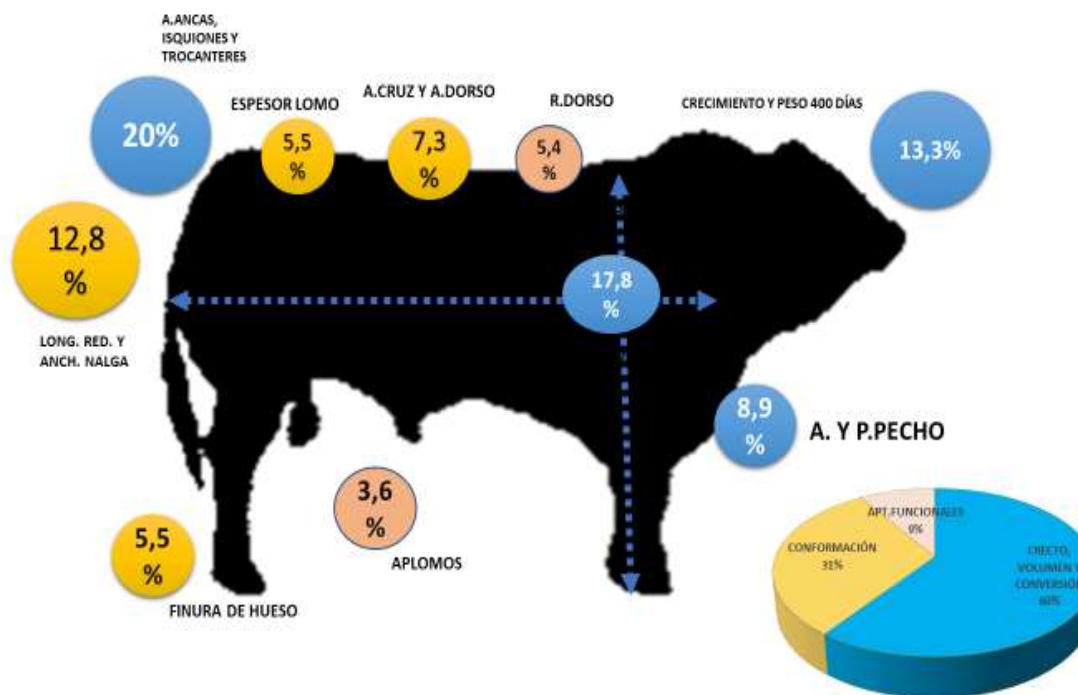 A.ANCAS,
ISQUIONES Y
TROCANTERES
20%
ESPESOR LOMO
5,5
%
A.CRUZ Y A.DORSO
7,3
%
R.DORSO
5,4
%
CRECIMIENTO Y PESO 400 DÍAS
13,3%
12,8
%
LONG. RED. Y
ANCH. NALGA
17,8
%
8,9
%
A. Y P.PECHO
3,6
%
APLOMOS
5,5
%
FINURA DE HUESO
APT.FUNCIONALES
9%
CONFORMACIÓN
31%
CRECTO,
VOLUMEN Y
CONVERSIÓN
60%